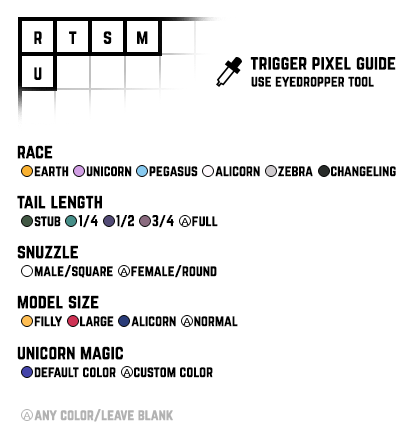 R T S M
U
TRIGGER PIXEL GUIDE
USE EYEDROPPER TOOL
RACE
EARTH UNICORN PEGASUS ALICORN ZEBRA CHANGELING
TAIL LENGTH
STUB 1/4 1/2 3/4 Ⓐ FULL
SNUZZLE
MALE/SQUARE Ⓐ FEMALE/ROUND
MODEL SIZE
FILLY LARGE ALICORN Ⓐ NORMAL
UNICORN MAGIC
DEFAULT COLOR Ⓐ CUSTOM COLOR
Ⓐ ANY COLOR/LEAVE BLANK